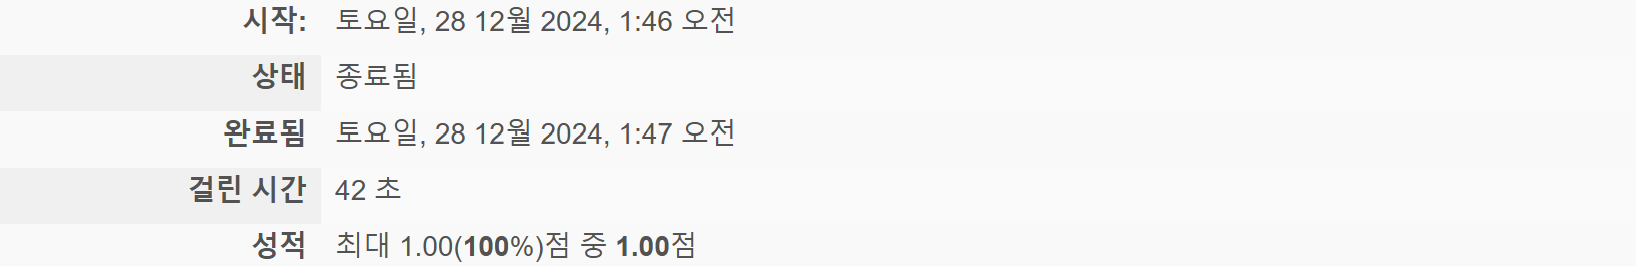 시작: 토요일, 28 12월 2024, 1:46 오전
상태 종료됨
완료됨 토요일, 28 12월 2024, 1:47 오전
걸린 시간 42 초
성적 최대 1.00(100%)점 중 1.00점